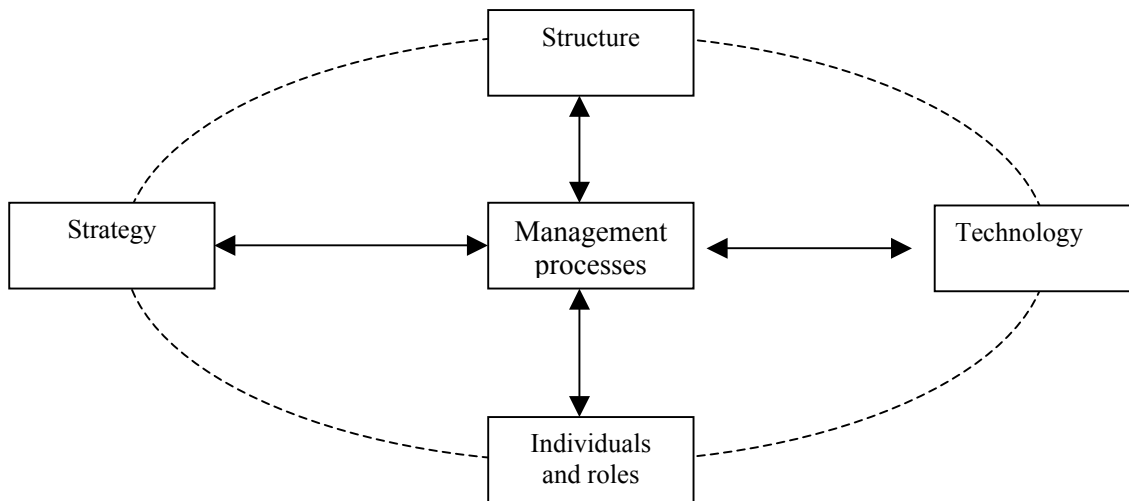 Structure
Strategy
Management
processes
Technology
Individuals
and roles